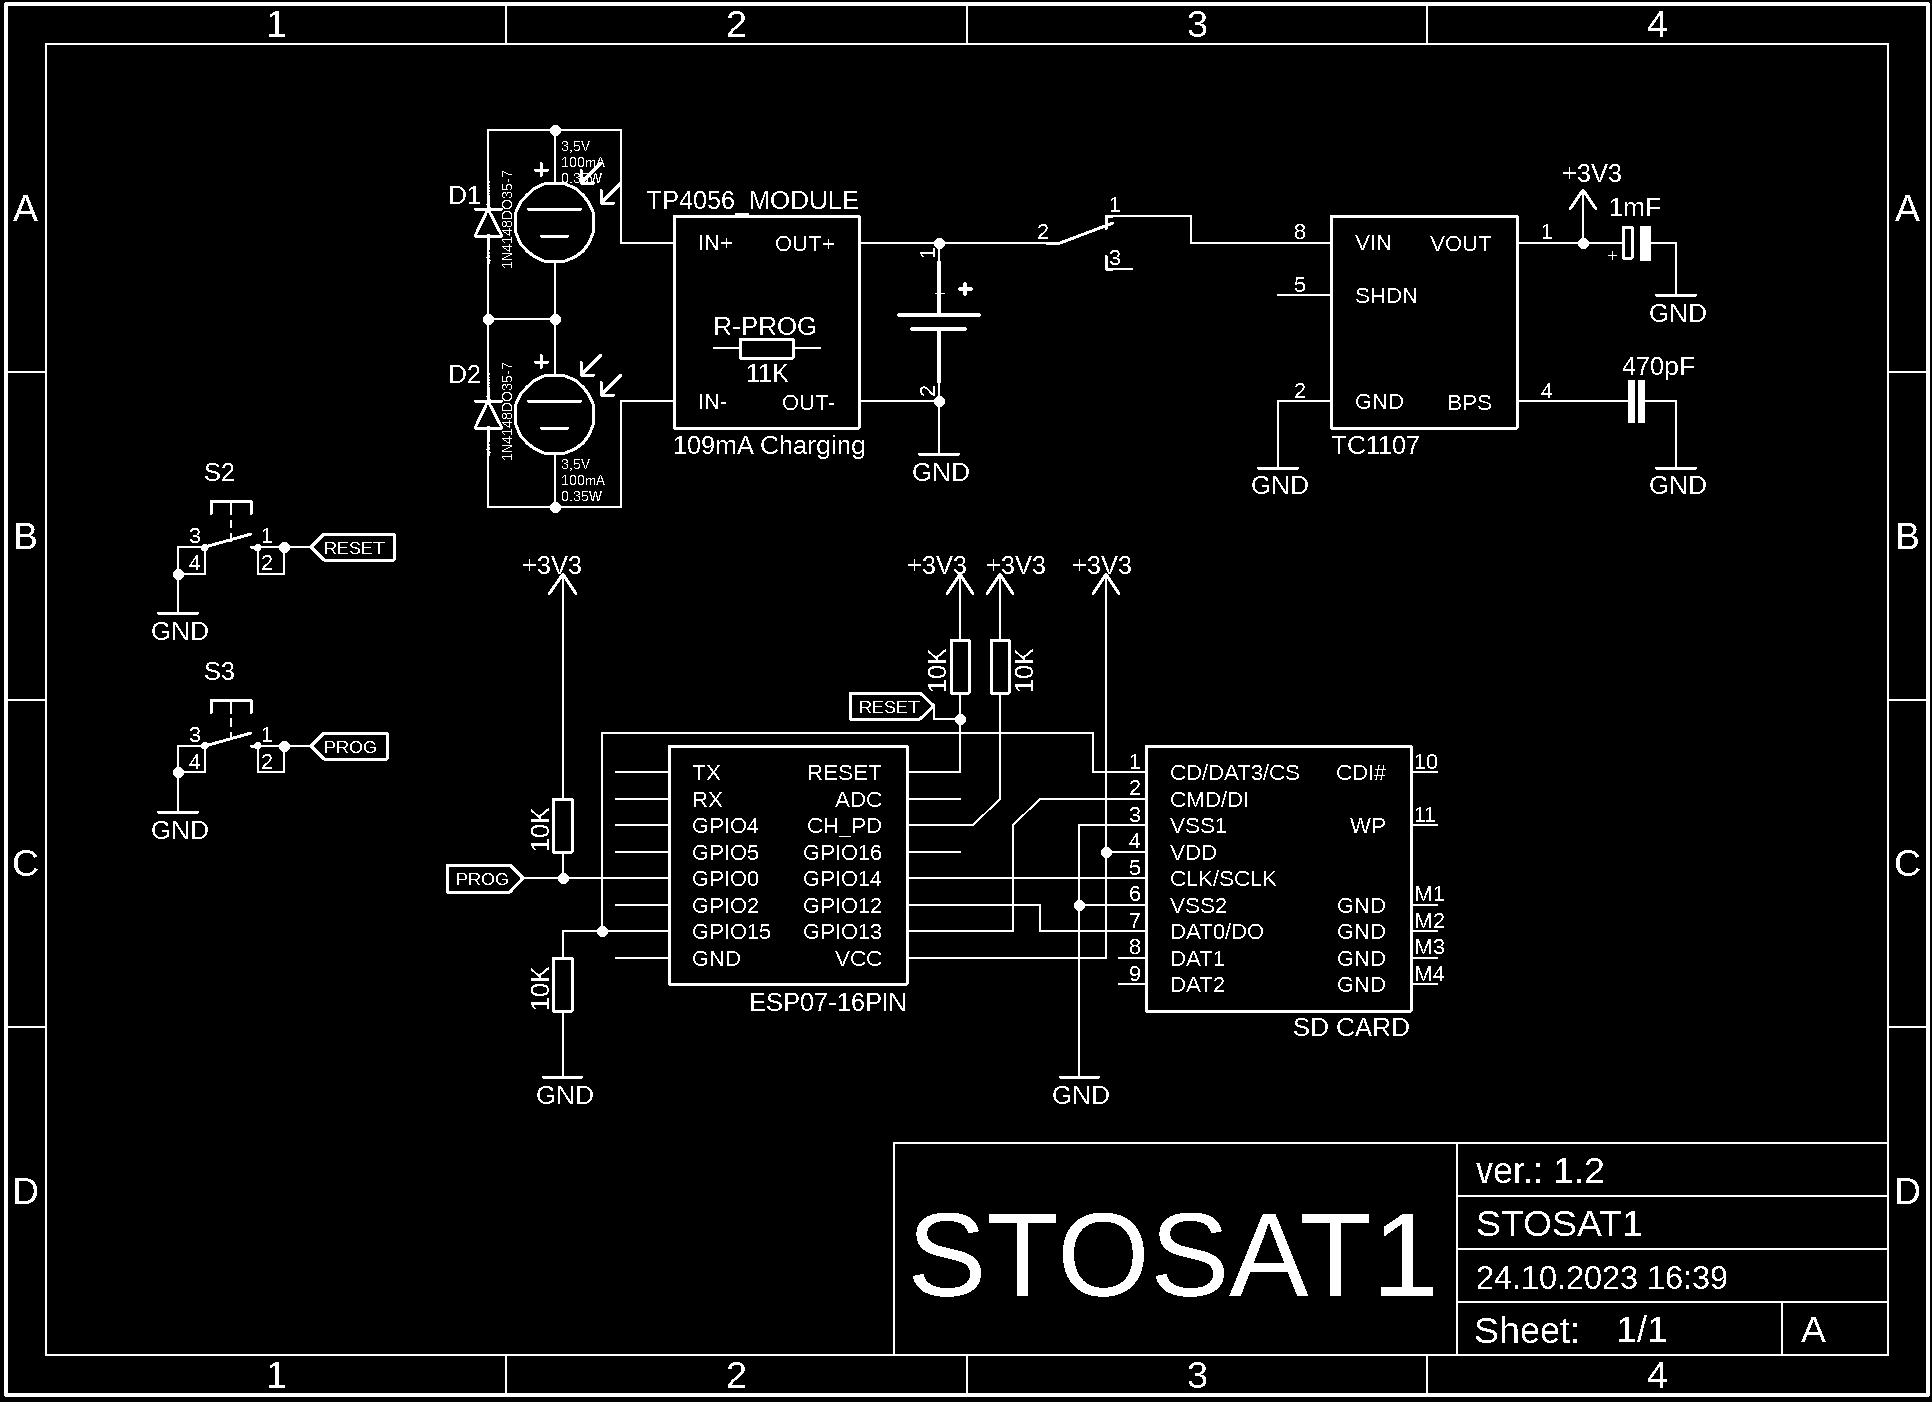 1 2 3 4
A A
B B
C C
D D
1 2 3 4
3,5V
100mA
0.35W
D1
1N4148DO35-7
D2
1N4148DO35-7
3,5V
100mA
0.35W
TP4056_MODULE
IN+ OUT+
R-PROG
11K
IN- OUT-
109mA Charging
1
+
2
GND
2 1
3
8 VIN VOUT 1
5 SHDN
2 GND BPS 4
TC1107
+3V3
1mF
+
GND
470pF
GND
GND
S2
3 1
4 2
RESET
GND
S3
3 1
4 2
PROG
GND
+3V3
+3V3 +3V3 +3V3
10K 10K
RESET
10K
PROG
10K
GND
TX RESET
RX ADC
GPIO4 CH_PD
GPIO5 GPIO16
GPIO0 GPIO14
GPIO2 GPIO12
GPIO15 GPIO13
GND VCC
ESP07-16PIN
1 CD/DAT3/CS CDI# 10
2 CMD/DI
3 VSS1 WP 11
4 VDD
5 CLK/SCLK
6 VSS2 GND M1
7 DAT0/DO GND M2
8 DAT1 GND M3
9 DAT2 GND M4
SD CARD
GND
STOSAT1
ver.: 1.2
STOSAT1
24.10.2023 16:39
Sheet: 1/1 A